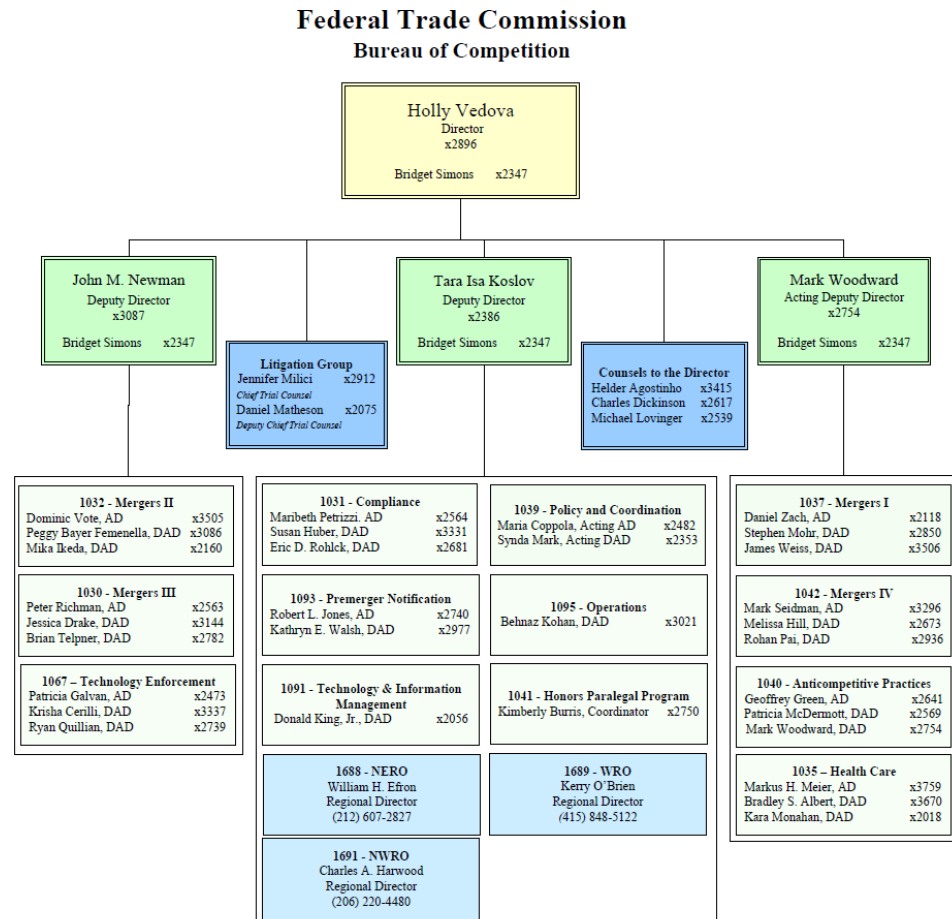 Federal Trade Commission
Bureau of Competition
Holly Vedova
Director
x2896
Bridget Simons x2347
John M. Newman
Deputy Director
x3087
Bridget Simons x2347
Litigation Group
Jennifer Milici x2912
Chief Trial Counsel
Daniel Matheson x2075
Deputy Chief Trial Counsel
Tara Isa Koslov
Deputy Director
x2386
Bridget Simons x2347
Counsels to the Director
Helder Agostinho x3415
Charles Dickinson x2617
Michael Lovinger x2539
Mark Woodward
Acting Deputy Director
x2754
Bridget Simons x2347
1032 - Mergers II
Dominic Vote, AD x3505
Peggy Bayer Femenella, DAD x3086
Mika Ikeda, DAD x2160
1030 - Mergers III
Peter Richman, AD x2563
Jessica Drake, DAD x3144
Brian Telpner, DAD x2782
1067 – Technology Enforcement
Patricia Galvan, AD x2473
Krisha Cerilli, DAD x3337
Ryan Quillian, DAD x2739
1031 - Compliance
Maribeth Petrizzi. AD x2564
Susan Huber, DAD x3331
Eric D. Rohlck, DAD x2681
1093 - Premerger Notification
Robert L. Jones, AD x2740
Kathryn E. Walsh, DAD x2977
1091 - Technology & Information
Management
Donald King, Jr., DAD x2056
1688 - NERO
William H. Efron
Regional Director
(212) 607-2827
1691 - NWRO
Charles A. Harwood
Regional Director
(206) 220-4480
1039 - Policy and Coordination
Maria Coppola, Acting AD x2482
Synda Mark, Acting DAD x2353
1095 - Operations
Behnaz Kohan, DAD x3021
1041 - Honors Paralegal Program
Kimberly Burris, Coordinator x2750
1689 - WRO
Kerry O’Brien
Regional Director
(415) 848-5122
1037 - Mergers I
Daniel Zach, AD x2118
Stephen Mohr, DAD x2850
James Weiss, DAD x3506
1042 - Mergers IV
Mark Seidman, AD x3296
Melissa Hill, DAD x2673
Rohan Pai, DAD x2936
1040 - Anticompetitive Practices
Geoffrey Green, AD x2641
Patricia McDermott, DAD x2569
Mark Woodward, DAD x2754
1035 – Health Care
Markus H. Meier, AD x3759
Bradley S. Albert, DAD x3670
Kara Monahan, DAD x2018